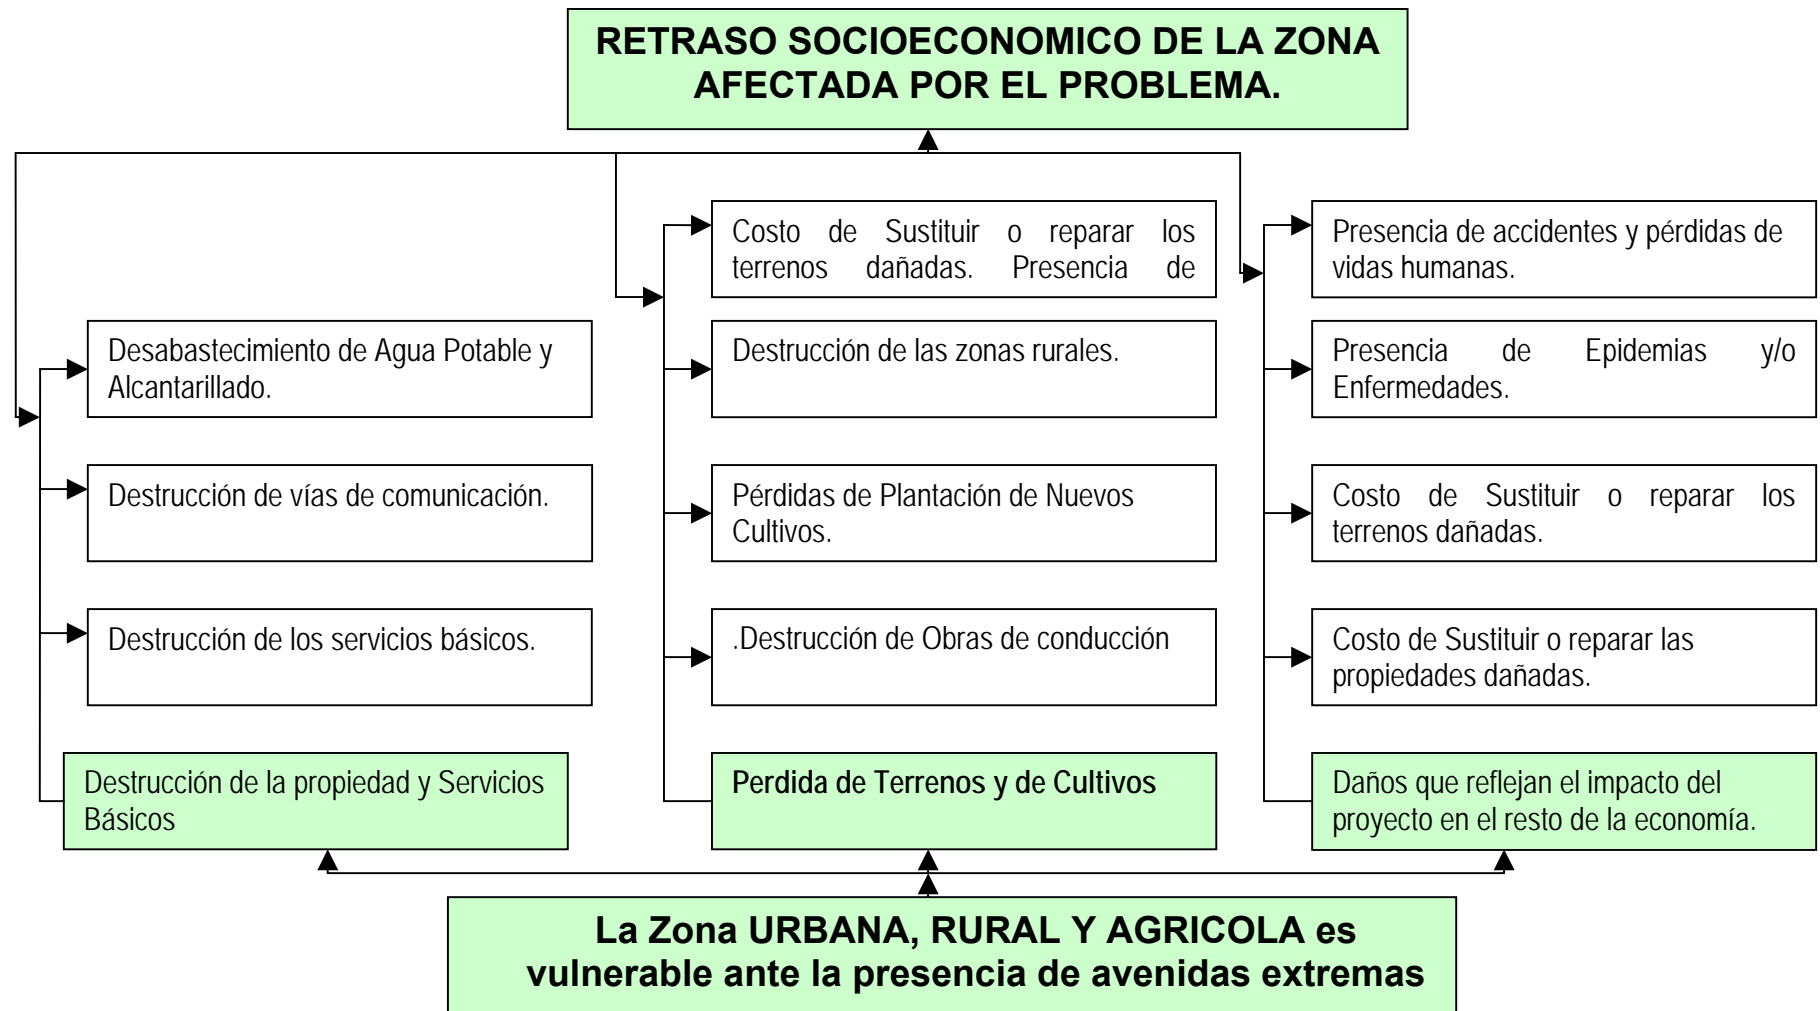 RETRASO SOCIOECONOMICO DE LA ZONA
AFECTADA POR EL PROBLEMA.
Desabastecimiento de Agua Potable y
Alcantarillado.
Destrucción de vías de comunicación.
Destrucción de los servicios básicos.
Destrucción de la propiedad y Servicios
Básicos
Costo de Sustituir o reparar los
terrenos dañadas. Presencia de
Destrucción de las zonas rurales.
Pérdidas de Plantación de Nuevos
Cultivos.
.Destrucción de Obras de conducción
Perdida de Terrenos y de Cultivos
Presencia de accidentes y pérdidas de
vidas humanas.
Presencia de Epidemias y/o
Enfermedades.
Costo de Sustituir o reparar los
terrenos dañadas.
Costo de Sustituir o reparar las
propiedades dañadas.
Daños que reflejan el impacto del
proyecto en el resto de la economía.
La Zona URBANA, RURAL Y AGRICOLA es
vulnerable ante la presencia de avenidas extremas